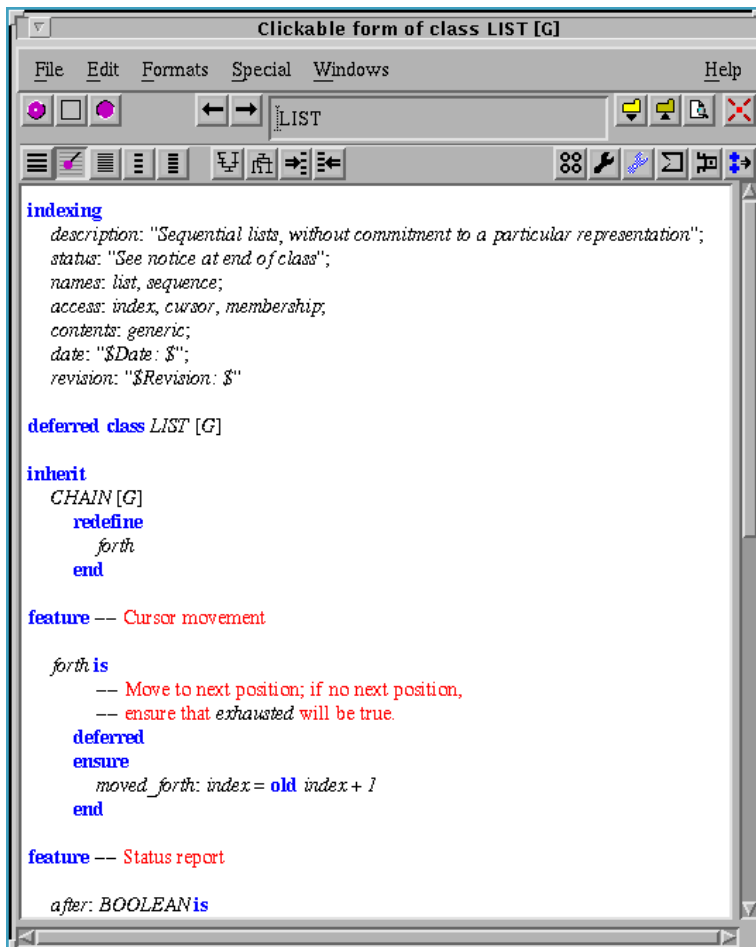 Clickable form of class LIST [G]
File Edit Formats Special Windows Help
LIST
indexing
description: "Sequential lists, without commitment to a particular representation";
status: "See notice at end of class";
names: list, sequence;
access: index, cursor, membership;
contents: generic;
date: "$Date: $";
revision: "$Revision: $"
deferred class LIST [G]
inherit
CHAIN [G]
redefine
forth
end
feature -- Cursor movement
forth is
-- Move to next position; if no next position,
-- ensure that exhausted will be true.
deferred
ensure
moved_forth: index = old index + 1
end
feature -- Status report
after: BOOLEAN is